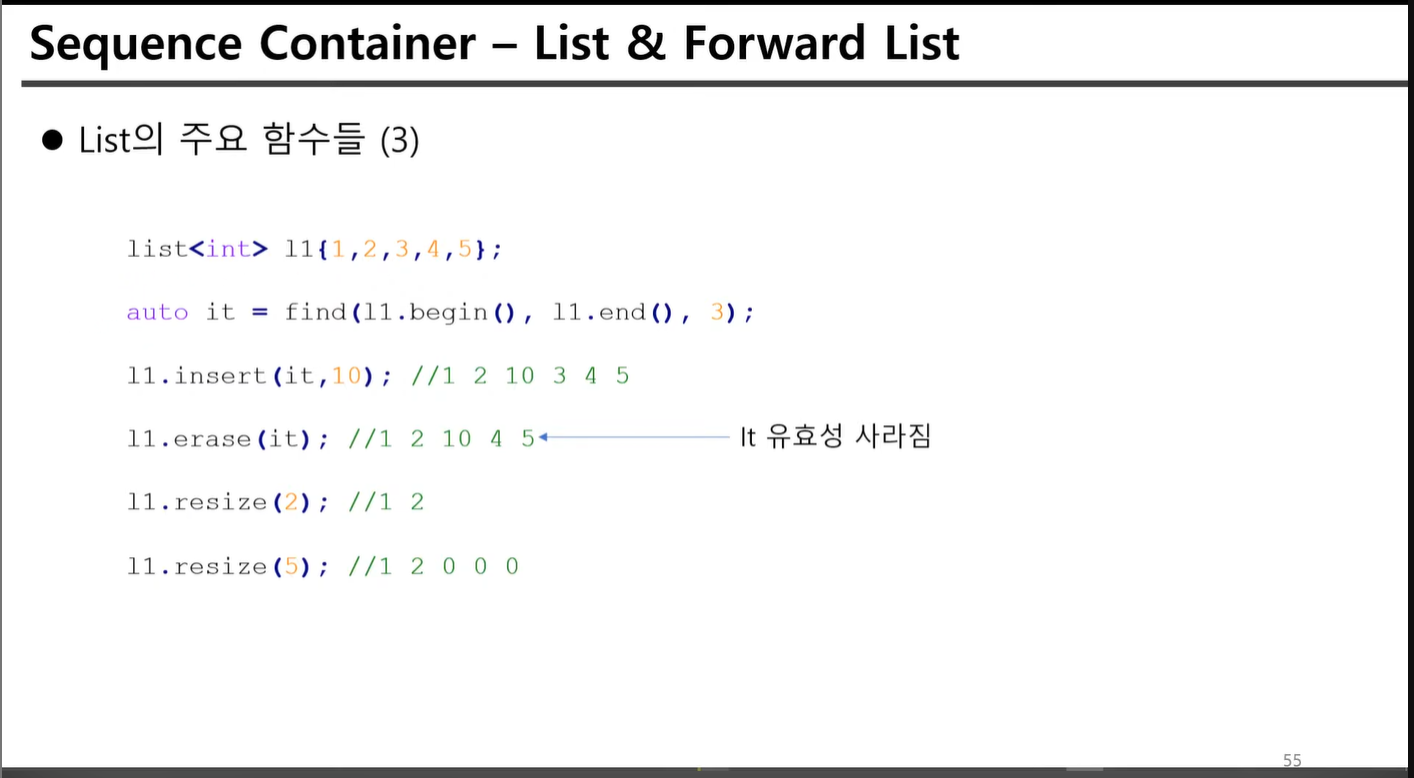 Sequence Container – List & Forward List
● List의 주요 함수들 (3)
list<int> l1{1,2,3,4,5};
auto it = find(l1.begin(), l1.end(), 3);
l1.insert(it,10); //1 2 10 3 4 5
l1.erase(it); //1 2 10 4 5 It 유효성 사라짐
l1.resize(2); //1 2
l1.resize(5); //1 2 0 0 0
55